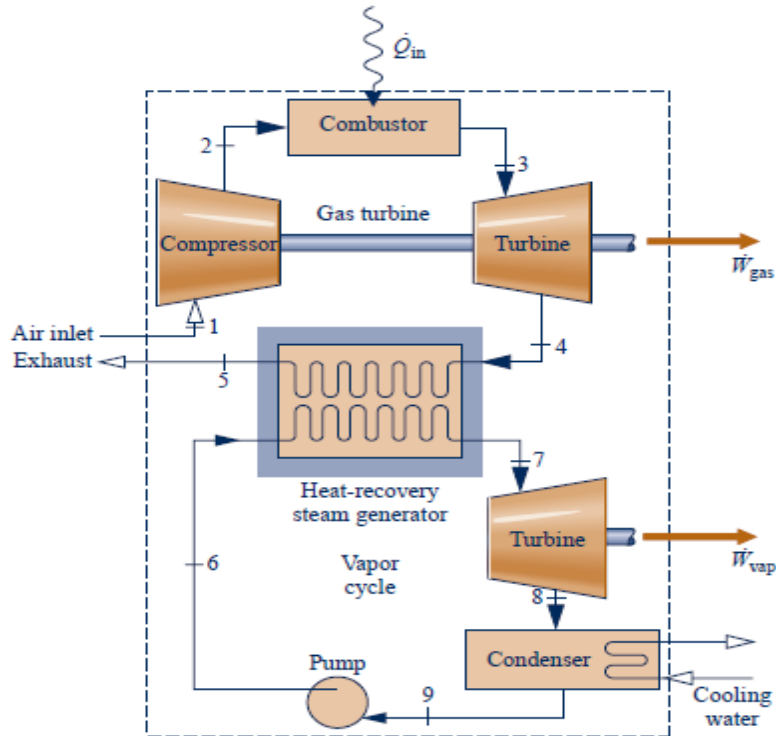 Q̇in
Combustor
2
3
Gas turbine
Compressor
Turbine
Ẇgas
1
Air inlet
Exhaust
4
5
7
Heat-recovery
steam generator
Turbine
Ẇvap
6
Vapor
cycle
8
Pump
Condenser
9
Cooling
water